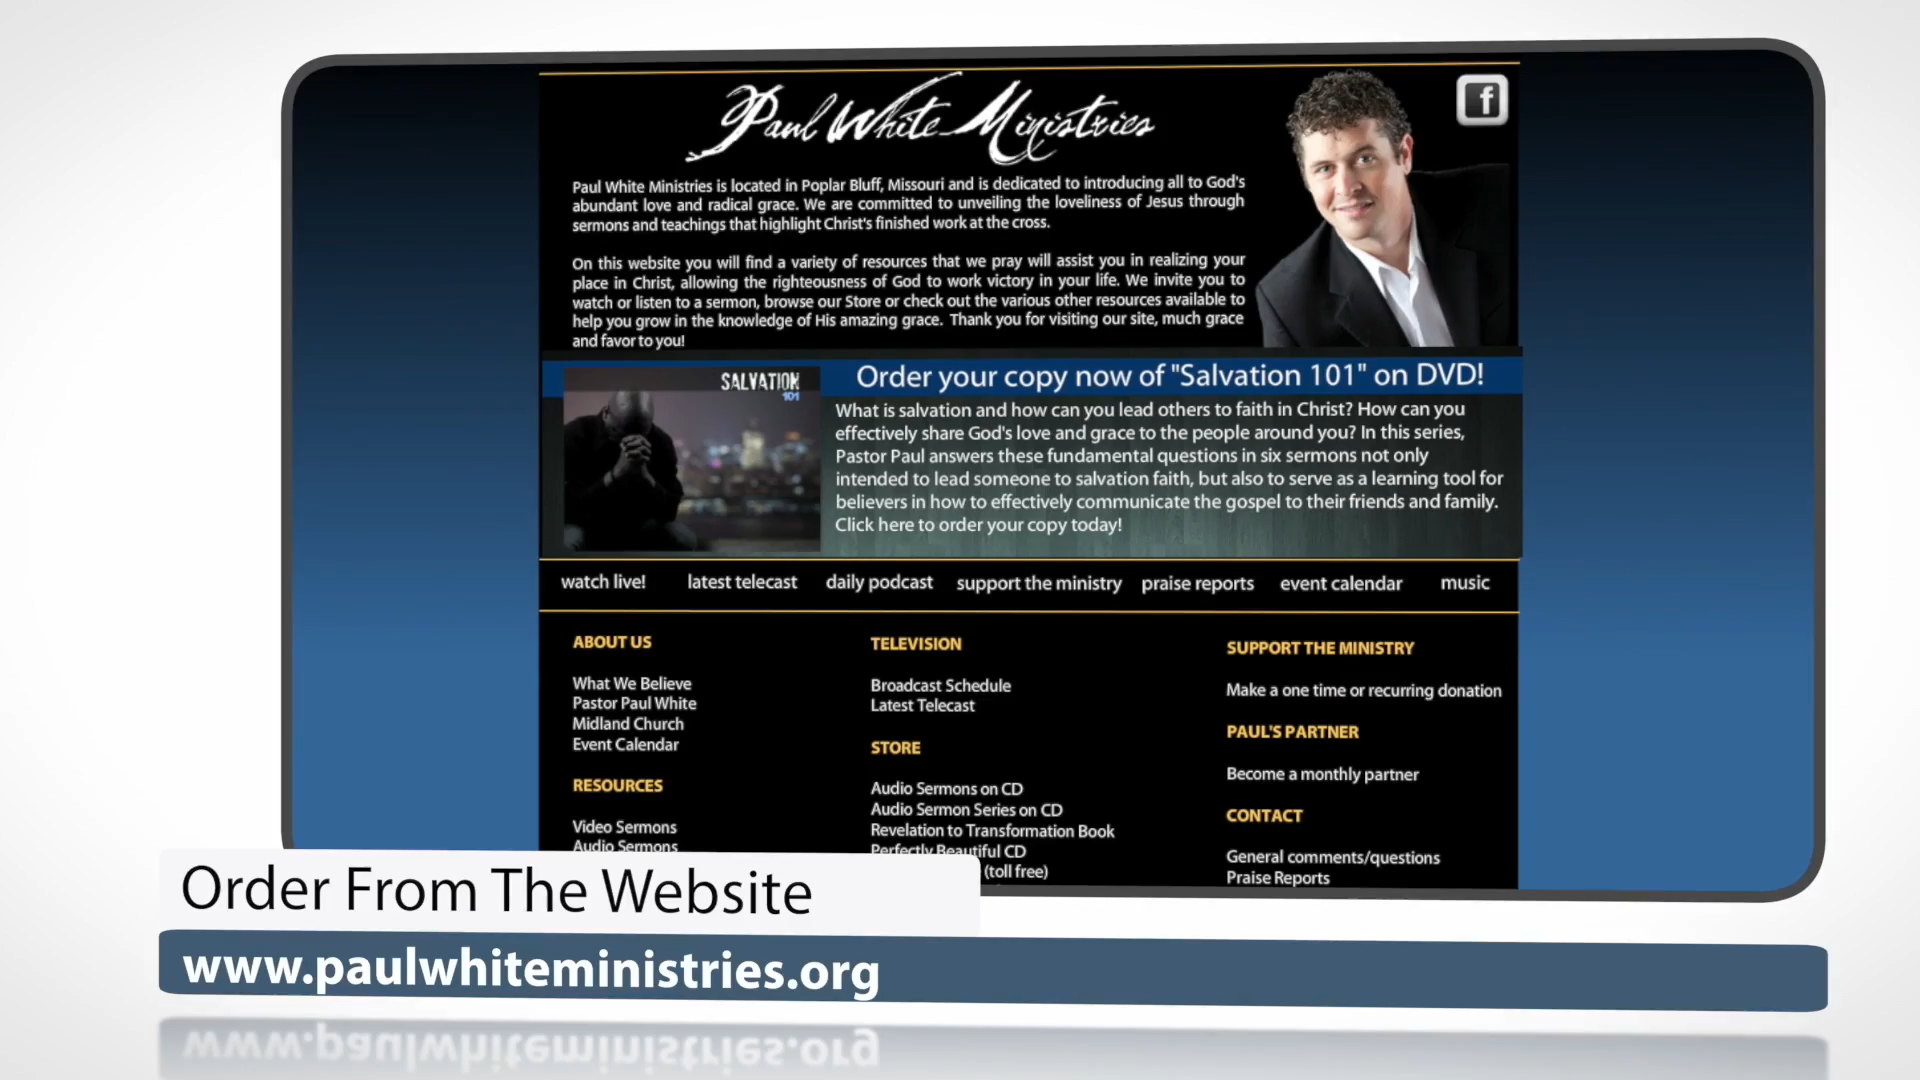 Paul White Ministries
f
Paul White Ministries is located in Poplar Bluff, Missouri and is dedicated to introducing all to God's
abundant love and radical grace. We are committed to unveiling the loveliness of Jesus through
sermons and teachings that highlight Christ's finished work at the cross.
On this website you will find a variety of resources that we pray will assist you in realizing your
place in Christ, allowing the righteousness of God to work victory in your life. We invite you to
watch or listen to a sermon, browse our Store or check out the various other resources available to
help you grow in the knowledge of His amazing grace. Thank you for visiting our site, much grace
and favor to you!
SALVATION
101
Order your copy now of "Salvation 101" on DVD!
What is salvation and how can you lead others to faith in Christ? How can you
effectively share God's love and grace to the people around you? In this series,
Pastor Paul answers these fundamental questions in six sermons not only
intended to lead someone to salvation faith, but also to serve as a learning tool for
believers in how to effectively communicate the gospel to their friends and family.
Click here to order your copy today!
watch live! latest telecast daily podcast support the ministry praise reports event calendar music
ABOUT US
What We Believe
Pastor Paul White
Midland Church
Event Calendar
RESOURCES
Video Sermons
Audio Sermons
TELEVISION
Broadcast Schedule
Latest Telecast
STORE
Audio Sermons on CD
Audio Sermon Series on CD
Revelation to Transformation Book
Perfectly Beautiful CD
(toll free)
SUPPORT THE MINISTRY
Make a one time or recurring donation
PAUL'S PARTNER
Become a monthly partner
CONTACT
General comments/questions
Praise Reports
Order From The Website
www.paulwhiteministries.org